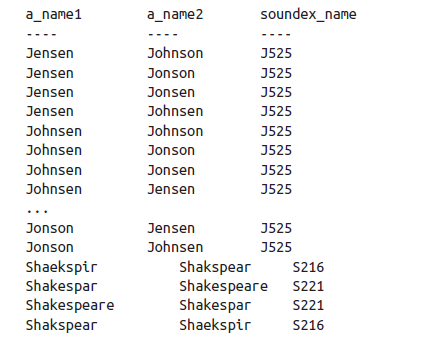 a_name1 a_name2 soundex_name
---- ---- ----
Jensen Johnson J525
Jensen Jonson J525
Jensen Jonsen J525
Jensen Johnsen J525
Johnsen Johnson J525
Johnsen Jonson J525
Johnsen Jonsen J525
Johnsen Jensen J525
...
Jonson Jensen J525
Jonson Johnsen J525
Shaekspir Shakspear S216
Shakespar Shakespeare S221
Shakespeare Shakespar S221
Shakspear Shaekspir S216